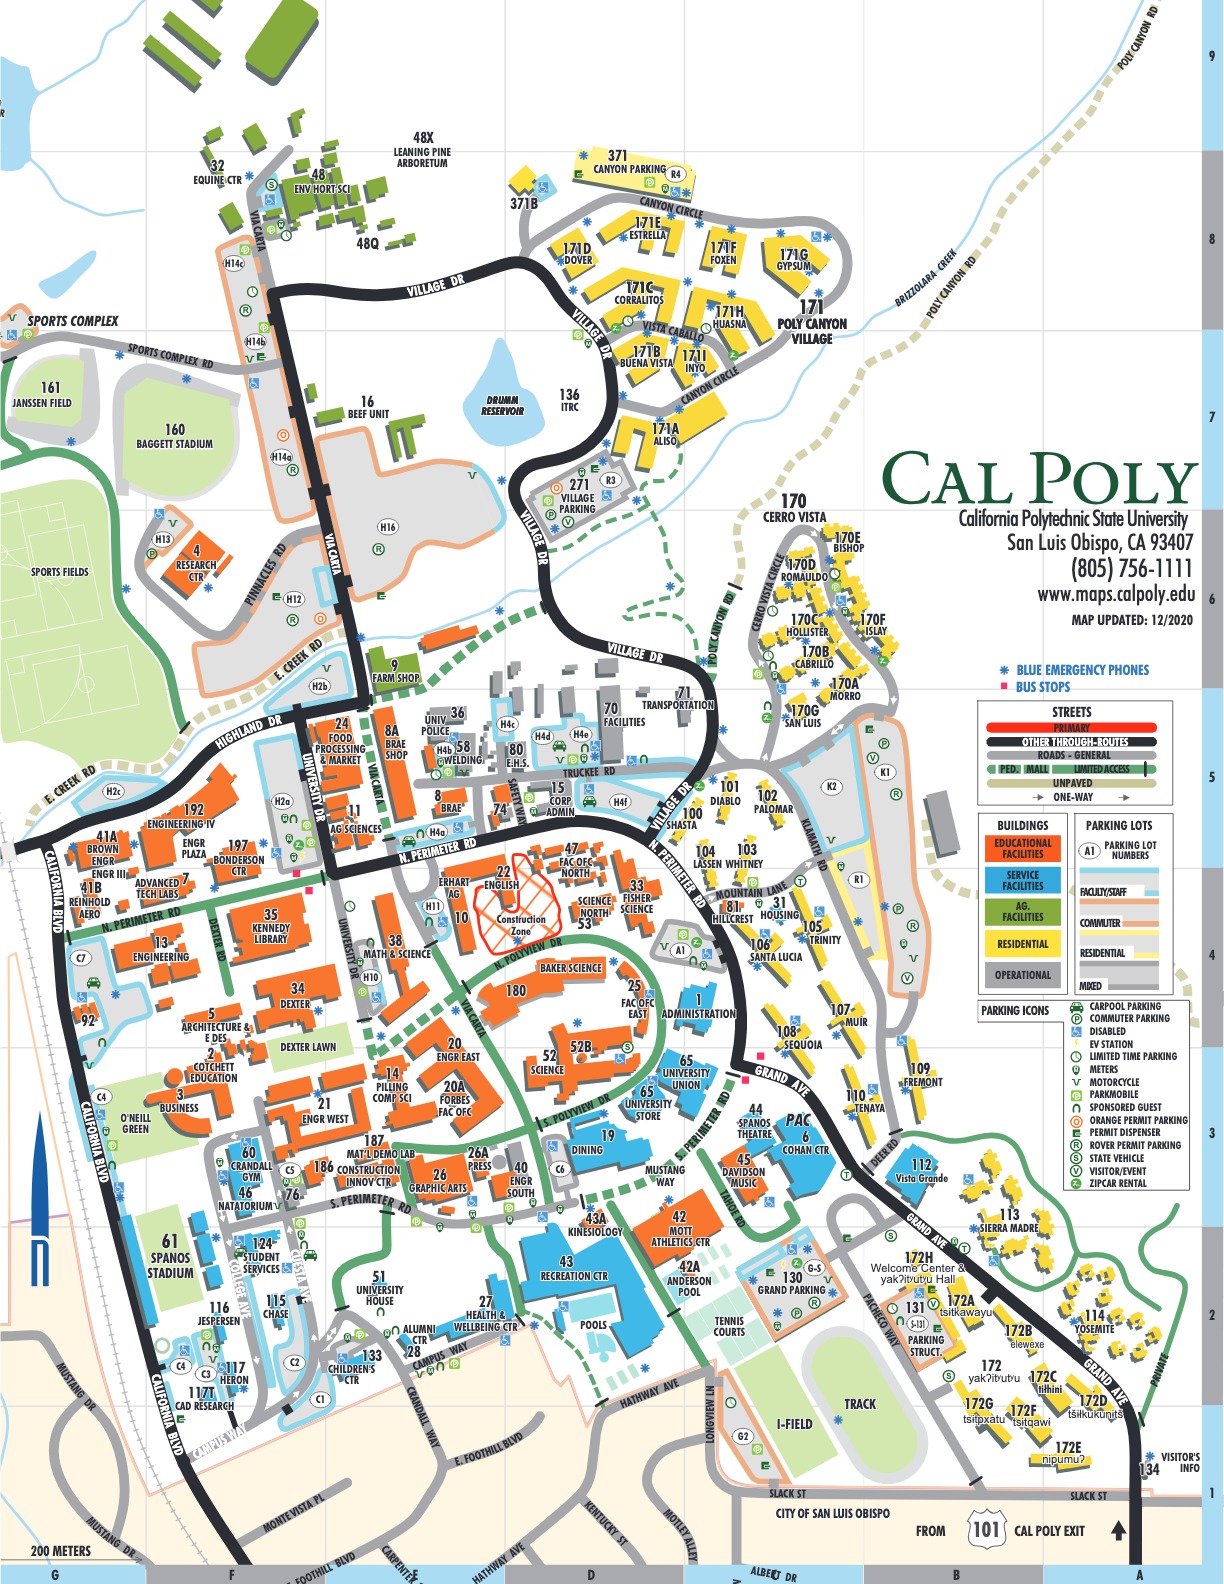 CAL POLY
California Polytechnic State University
San Luis Obispo, CA 93407
(805) 756-1111
www.maps.calpoly.edu
MAP UPDATED: 12/2020
BLUE EMERGENCY PHONES
BUS STOPS
STREETS
PRIMARY
OTHER THROUGH-ROUTES
ROADS - GENERAL
PED. MALL LIMITED ACCESS
UNPAVED
ONE-WAY
BUILDINGS
EDUCATIONAL
FACILITIES
SERVICE
FACILITIES
AG.
FACILITIES
RESIDENTIAL
OPERATIONAL
PARKING LOTS
A1 PARKING LOT
NUMBERS
FACULTY/STAFF
COMMUTER
RESIDENTIAL
MIXED
PARKING ICONS
CARPOOL PARKING
COMMUTER PARKING
DISABLED
EV STATION
LIMITED TIME PARKING
METERS
MOTORCYCLE
PARKMOBILE
SPONSORED GUEST
ORANGE PERMIT PARKING
PERMIT DISPENSER
ROVER PERMIT PARKING
STATE VEHICLE
VISITOR/EVENT
ZIPCAR RENTAL
9
8
7
6
5
4
3
2
1
POLY CANYON RD
48X
LEANING PINE
ARBORETUM
32
EQUINE CTR
48
ENV HORT SCI
48Q
VIA CARTA
371
CANYON PARKING
R4
371B
CANYON CIRCLE
171E
ESTRELLA
171D
DOVER
171F
FOXEN
171G
GYPSUM
171C
CORRALITOS
171H
HUASNA
171
POLY CANYON
VILLAGE
VISTA CABALLO
171B
BUENA VISTA
171I
INYO
CANYON CIRCLE
171A
ALISO
BRIZZOLARA CREEK
POLY CANYON RD
H14c
VILLAGE DR
VILLAGE DR
H14b
SPORTS COMPLEX
SPORTS COMPLEX RD
161
JANSSEN FIELD
160
BAGGETT STADIUM
16
BEEF UNIT
DRUMM
RESERVOIR
136
ITRC
H14a
271
VILLAGE
PARKING
R3
H16
VILLAGE DR
H13
4
RESEARCH
CTR
SPORTS FIELDS
PINNACLES RD
VIA CARTA
H12
170
CERRO VISTA
170E
BISHOP
170D
ROMAULDO
CERRO VISTA CIRCLE
170C
HOLLISTER
170F
ISLAY
170B
CABRILLO
170A
MORRO
170G
SAN LUIS
POLY CANYON RD
VILLAGE DR
E. CREEK RD
H2b
9
FARM SHOP
HIGHLAND DR
24
FOOD
PROCESSING
& MARKET
8A
BRAE
SHOP
36
UNIV
POLICE
H4b
58
WELDING
H4c
80
E.H.S.
H4d
H4e
70
FACILITIES
71
TRANSPORTATION
TRUCKEE RD
E. CREEK RD
H2c
192
ENGINEERING IV
H2a
UNIVERSITY DR
VIA CARTA
11
AG SCIENCES
8
BRAE
74
SAFETY WAY
15
CORP
ADMIN
H4f
VILLAGE DR
H4a
N. PERIMETER RD
100
SHASTA
101
DIABLO
102
PALOMAR
K2
K1
KLAMATH RD
41A
BROWN
ENGR
ENGR III
ENGR
PLAZA
197
BONDERSON
CTR
41B
REINHOLD
AERO
ADVANCED
TECH LABS
7
N. PERIMETER RD
CALIFORNIA BLVD
DEXTER RD
35
KENNEDY
LIBRARY
13
ENGINEERING
C7
92
34
DEXTER
DEXTER LAWN
5
ARCHITECTURE &
E DES
2
COTCHETT
EDUCATION
3
BUSINESS
UNIVERSITY DR
H10
38
MATH & SCIENCE
H11
ERHART
AG
10
22
ENGLISH
Construction
Zone
47
FAC OFC
NORTH
SCIENCE
NORTH
53
33
FISHER
SCIENCE
N. PERIMETER RD
104
LASSEN
103
WHITNEY
MOUNTAIN LANE
81
HILLCREST
31
HOUSING
105
TRINITY
106
SANTA LUCIA
R1
A1
N. POLYVIEW DR
BAKER SCIENCE
180
25
FAC OFC
EAST
1
ADMINISTRATION
VIA CARTA
107
MUIR
108
SEQUOIA
109
FREMONT
110
TENAYA
GRAND AVE
20
ENGR EAST
20A
FORBES
FAC OFC
14
PILLING
COMP SCI
52
SCIENCE
52B
65
UNIVERSITY
UNION
65
UNIVERSITY
STORE
S. POLYVIEW DR
44
SPANOS
THEATRE
PAC
6
COHAN CTR
S. PERIMETER RD
45
DAVIDSON
MUSIC
DEER RD
112
Vista Grande
C4
O'NEILL
GREEN
21
ENGR WEST
CALIFORNIA BLVD
60
CRANDALL
GYM
46
NATATORIUM
C5
76
186
187
MAT'L DEMO LAB
CONSTRUCTION
INNOV CTR
26
GRAPHIC ARTS
26A
PRESS
40
ENGR
SOUTH
C6
19
DINING
MUSTANG
WAY
43A
KINESIOLOGY
S. PERIMETER RD
TAHOE RD
42
MOTT
ATHLETICS CTR
42A
ANDERSON
POOL
43
RECREATION CTR
POOLS
61
SPANOS
STADIUM
124
STUDENT
SERVICES
COLLEGE AVE
CUESTA AVE
115
CHASE
116
JESPERSEN
117
HERON
C4
C3
117T
CAD RESEARCH
C2
C1
CAMPUS WAY
51
UNIVERSITY
HOUSE
133
CHILDREN'S
CTR
ALUMNI
CTR
28
27
HEALTH &
WELLBEING CTR
CAMPUS WAY
TENNIS
COURTS
130
GRAND PARKING
G-S
113
SIERRA MADRE
GRAND AVE
172H
Welcome Center &
yakʔitʸutʸu Hall
131
S-131
PARKING
STRUCT.
PACHECO WAY
172A
tsitkawayu
172B
elewexe
172
yakʔitʸutʸu
172C
tiłhini
172D
tsɨłkukunɨtš
172G
tsɨtpxatu
172F
tsɨtqawɨ
172E
nipumuʔ
114
YOSEMITE
GRAND AVE
PRIVATE
TRACK
I-FIELD
G2
LONGVIEW LN
HATHWAY AVE
CRANDALL WAY
E. FOOTHILL BLVD
MONTE VISTA PL
MUSTANG DR
MUSTANG DR
CALIFORNIA BLVD
KENTUCKY ST
MOTLEY ALLEY
HATHWAY AVE
E. FOOTHILL BLVD
SLACK ST
SLACK ST
CITY OF SAN LUIS OBISPO
134
VISITOR'S
INFO
FROM 101 CAL POLY EXIT
ALBERT DR
200 METERS
n
G F E D C B A